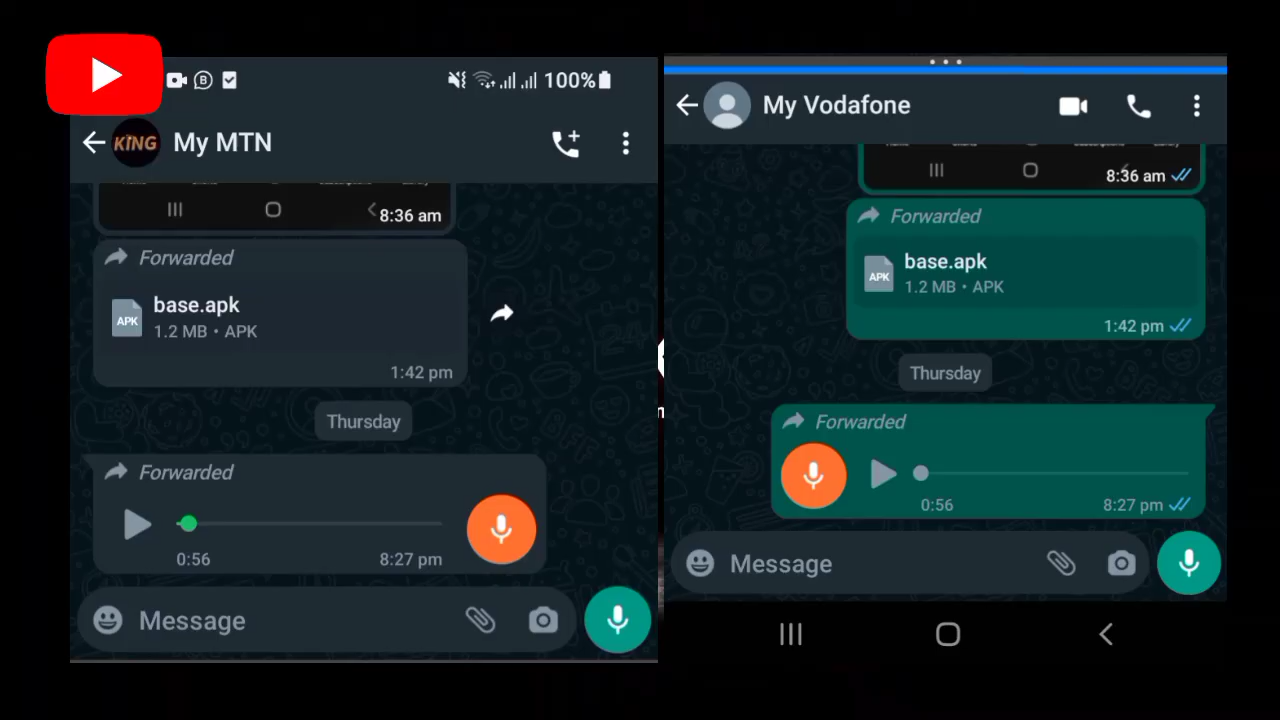 B
100%
KING
My MTN
8:36 am
Forwarded
base.apk
APK
1.2 MB • APK
1:42 pm
Thursday
Forwarded
0:56
8:27 pm
Message
My Vodafone
8:36 am
Forwarded
base.apk
APK
1.2 MB • APK
1:42 pm
Thursday
Forwarded
0:56
8:27 pm
Message